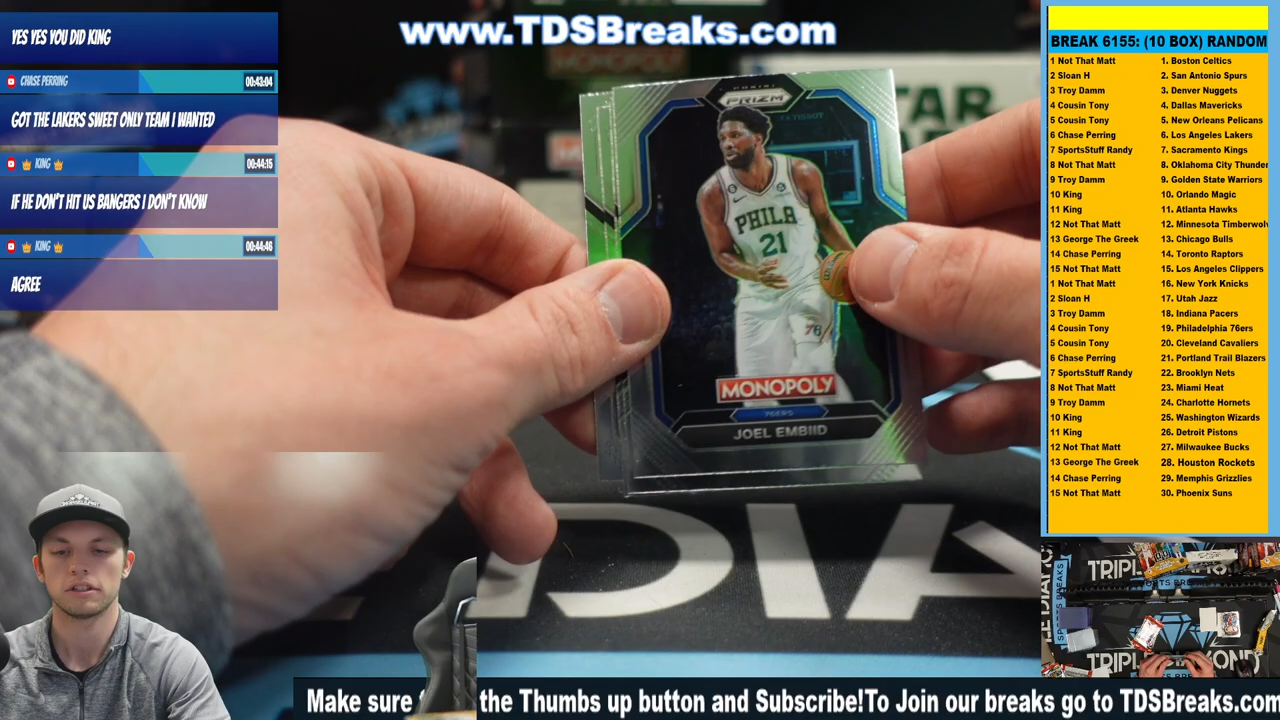 YES YES YOU DID KING
CHASE PERRING 00:43:04
GOT THE LAKERS SWEET ONLY TEAM I WANTED
KING 00:44:15
IF HE DON'T HIT US BANGERS I DON'T KNOW
KING 00:44:46
AGREE
www.TDSBreaks.com
TAR
PRIZM
TISSOT
PHILA
21
76
MONOPOLY
76ERS
JOEL EMBIID
DIA
BREAK 6155: (10 BOX) RANDOM
1 Not That Matt 1. Boston Celtics
2 Sloan H 2. San Antonio Spurs
3 Troy Damm 3. Denver Nuggets
4 Cousin Tony 4. Dallas Mavericks
5 Cousin Tony 5. New Orleans Pelicans
6 Chase Perring 6. Los Angeles Lakers
7 SportsStuff Randy 7. Sacramento Kings
8 Not That Matt 8. Oklahoma City Thunder
9 Troy Damm 9. Golden State Warriors
10 King 10. Orlando Magic
11 King 11. Atlanta Hawks
12 Not That Matt 12. Minnesota Timberwol
13 George The Greek 13. Chicago Bulls
14 Chase Perring 14. Toronto Raptors
15 Not That Matt 15. Los Angeles Clippers
1 Not That Matt 16. New York Knicks
2 Sloan H 17. Utah Jazz
3 Troy Damm 18. Indiana Pacers
4 Cousin Tony 19. Philadelphia 76ers
5 Cousin Tony 20. Cleveland Cavaliers
6 Chase Perring 21. Portland Trail Blazers
7 SportsStuff Randy 22. Brooklyn Nets
8 Not That Matt 23. Miami Heat
9 Troy Damm 24. Charlotte Hornets
10 King 25. Washington Wizards
11 King 26. Detroit Pistons
12 Not That Matt 27. Milwaukee Bucks
13 George The Greek 28. Houston Rockets
14 Chase Perring 29. Memphis Grizzlies
15 Not That Matt 30. Phoenix Suns
TRIPL
TRIPLE DIAMOND
Make sure the Thumbs up button and Subscribe!To Join our breaks go to TDSBreaks.com